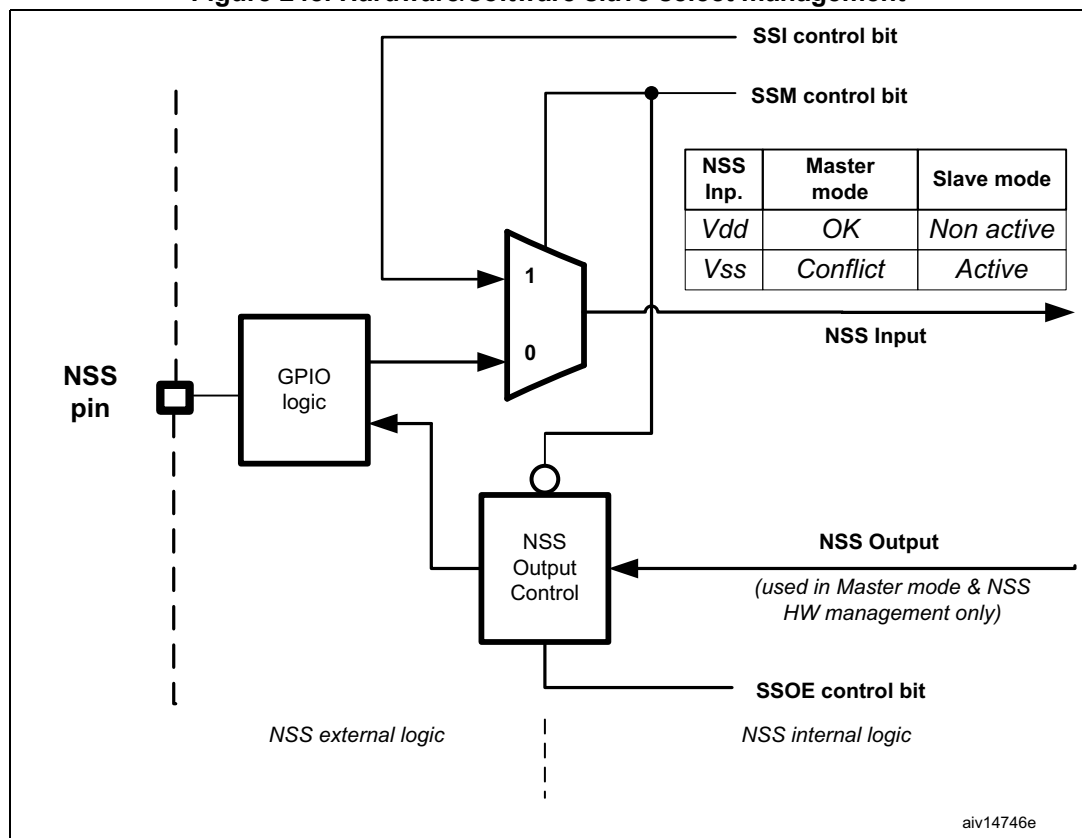 SSI control bit
SSM control bit
NSS Inp. Master mode Slave mode
Vdd OK Non active
Vss Conflict Active
1
NSS Input
0
GPIO logic
NSS pin
NSS Output Control
NSS Output
(used in Master mode & NSS
HW management only)
SSOE control bit
NSS external logic
NSS internal logic
aiv14746e